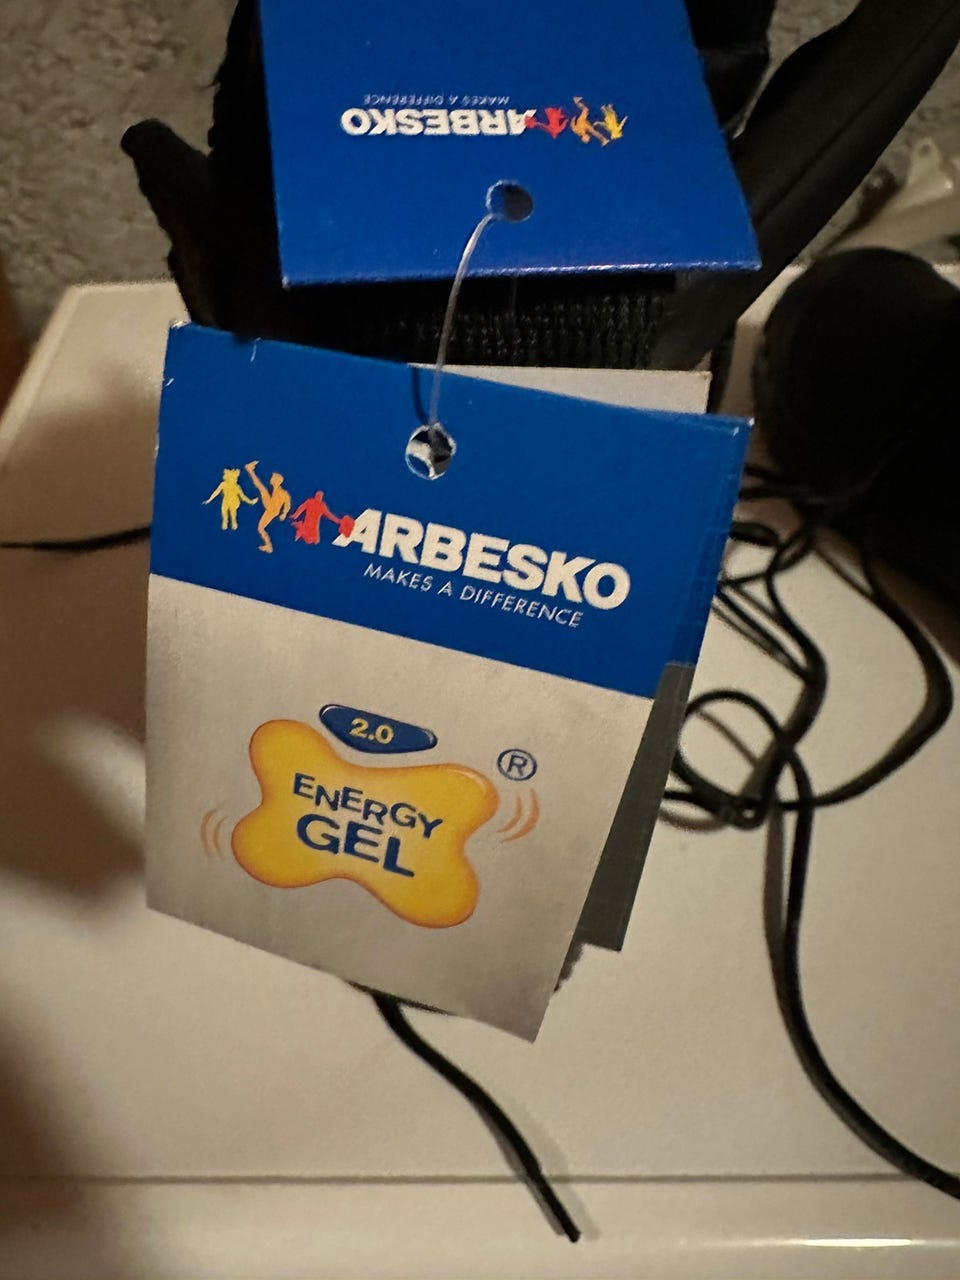 ARBESKO
MAKES A DIFFERENCE
ARBESKO
MAKES A DIFFERENCE
2.0
®
ENERGY
GEL